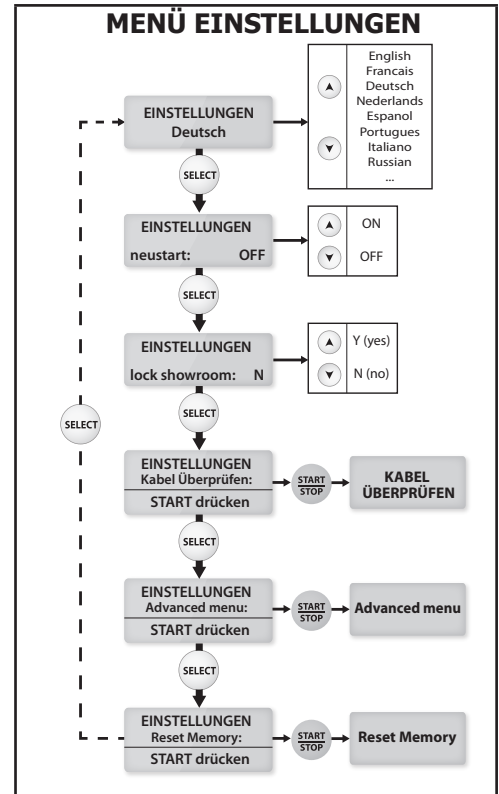 MENÜ EINSTELLUNGEN
EINSTELLUNGEN
Deutsch
English
Francais
Deutsch
Nederlands
Espanol
Portugues
Italiano
Russian
...
SELECT
EINSTELLUNGEN
neustart: OFF
ON
OFF
SELECT
EINSTELLUNGEN
lock showroom: N
Y (yes)
N (no)
SELECT
SELECT
EINSTELLUNGEN
Kabel Überprüfen:
START drücken
START
STOP
KABEL
ÜBERPRÜFEN
SELECT
EINSTELLUNGEN
Advanced menu:
START drücken
START
STOP
Advanced menu
SELECT
EINSTELLUNGEN
Reset Memory:
START drücken
START
STOP
Reset Memory